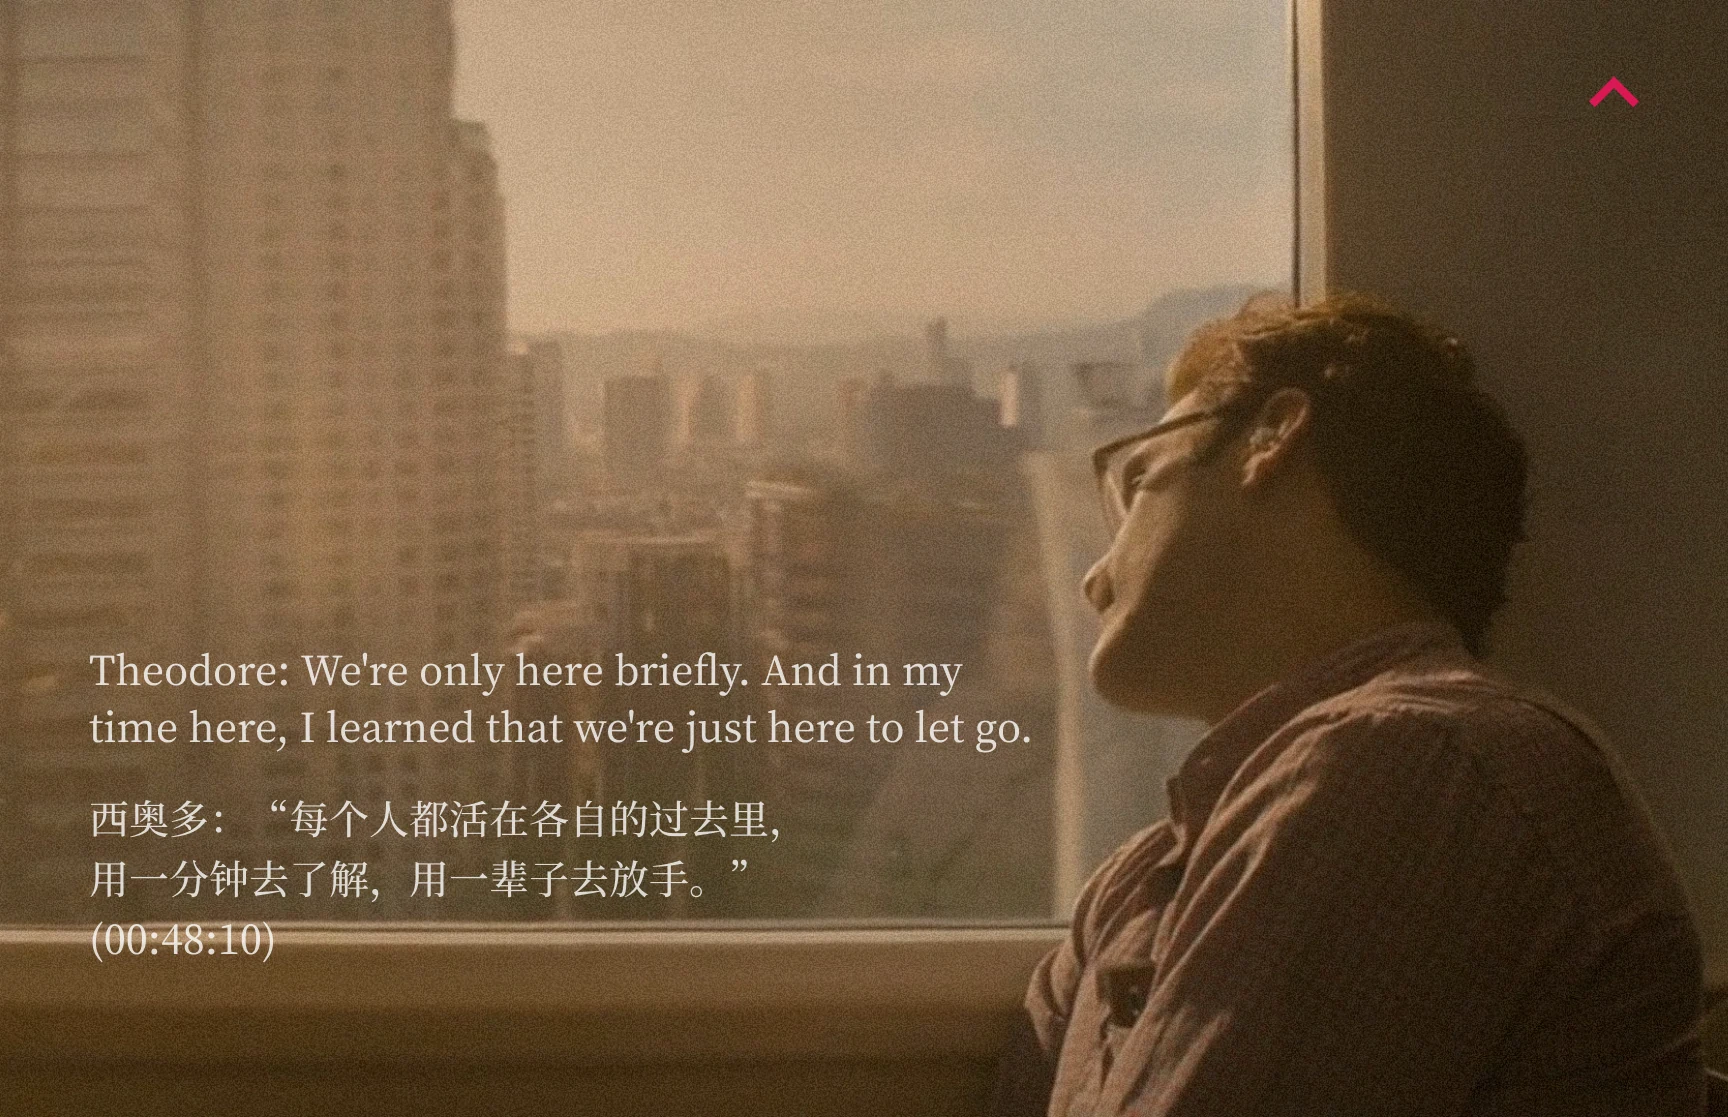 Theodore: We're only here briefly. And in my
time here, I learned that we're just here to let go.
西奥多：“每个人都活在各自的过去里，
用一分钟去了解，用一辈子去放手。”
(00:48:10)